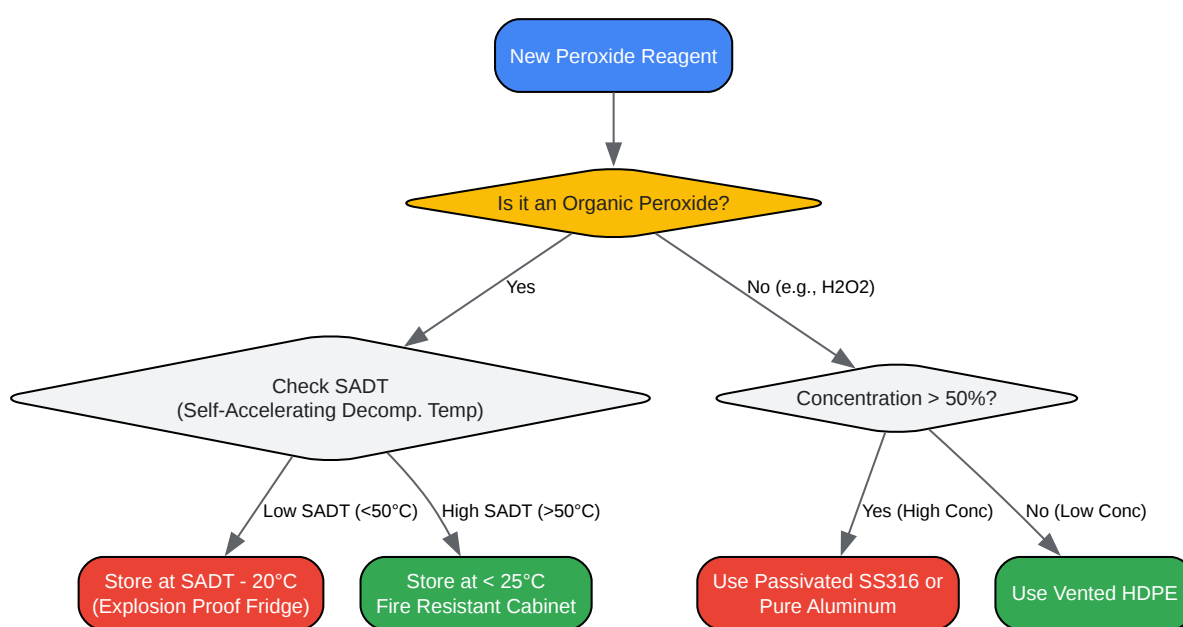 New Peroxide Reagent
Is it an Organic Peroxide?
Yes
No (e.g., H2O2)
Check SADT
(Self-Accelerating Decomp. Temp)
Concentration > 50%?
Low SADT (<50°C)
High SADT (>50°C)
Yes (High Conc)
No (Low Conc)
Store at SADT - 20°C
(Explosion Proof Fridge)
Store at < 25°C
Fire Resistant Cabinet
Use Passivated SS316 or
Pure Aluminum
Use Vented HDPE